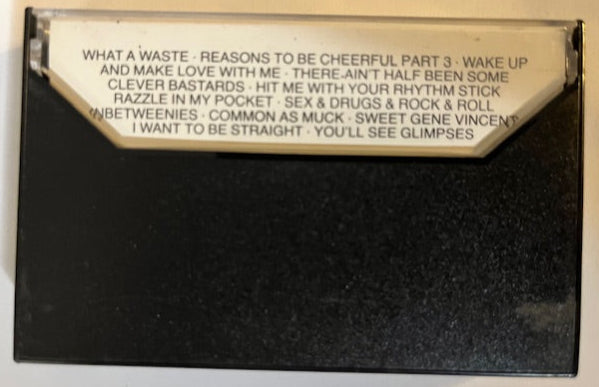 WHAT A WASTE · REASONS TO BE CHEERFUL PART 3 · WAKE UP
AND MAKE LOVE WITH ME · THERE AIN'T HALF BEEN SOME
CLEVER BASTARDS · HIT ME WITH YOUR RHYTHM STICK
RAZZLE IN MY POCKET · SEX & DRUGS & ROCK & ROLL
INBETWEENIES · COMMON AS MUCK · SWEET GENE VINCENT
I WANT TO BE STRAIGHT · YOU'LL SEE GLIMPSES